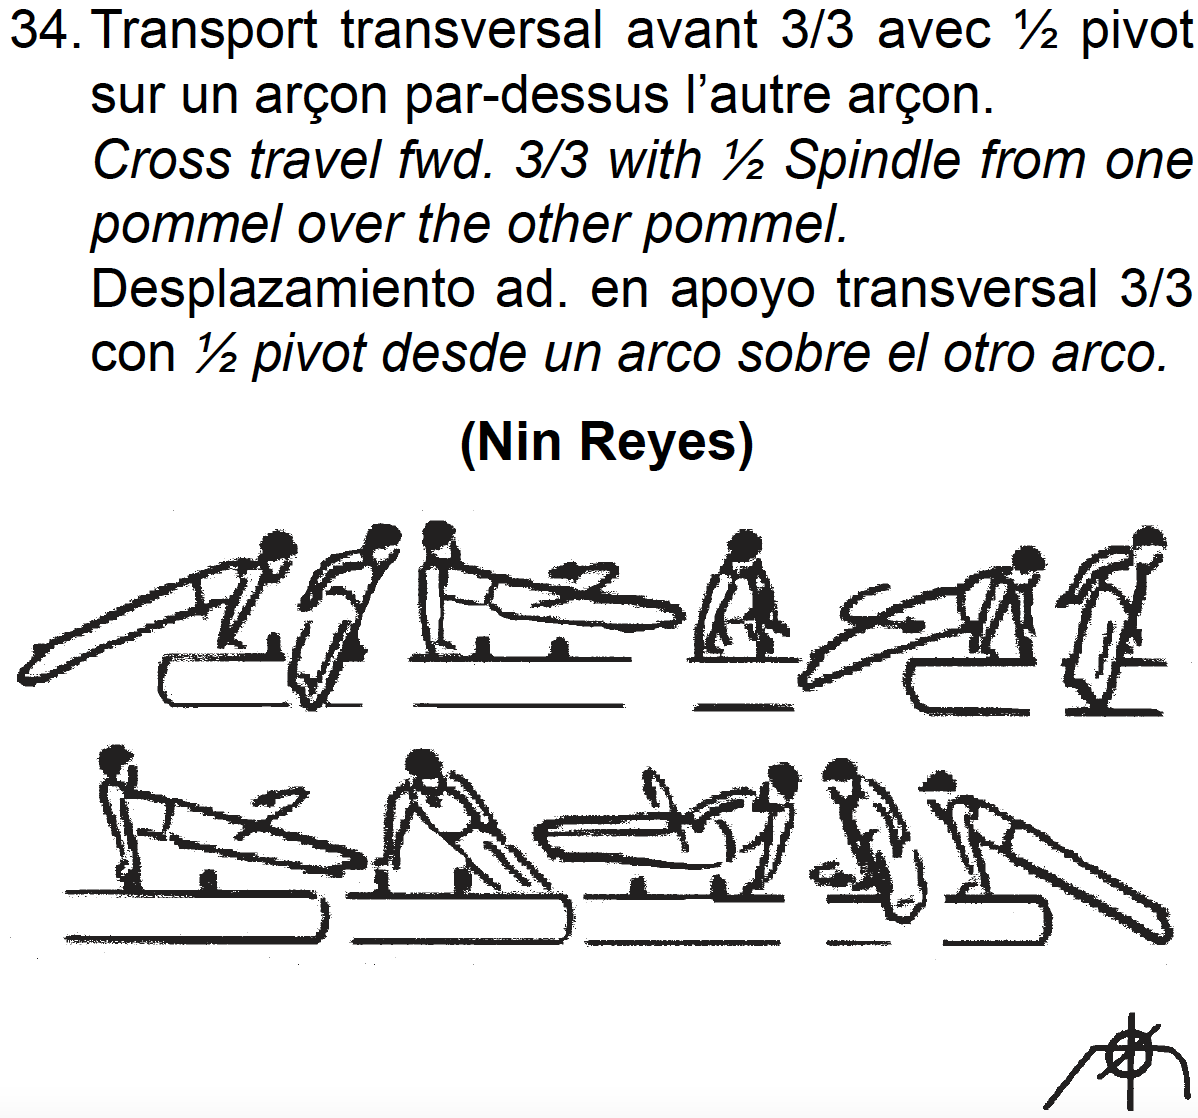 34. Transport transversal avant 3/3 avec ½ pivot
sur un arçon par-dessus l’autre arçon.
Cross travel fwd. 3/3 with ½ Spindle from one
pommel over the other pommel.
Desplazamiento ad. en apoyo transversal 3/3
con ½ pivot desde un arco sobre el otro arco.
(Nin Reyes)